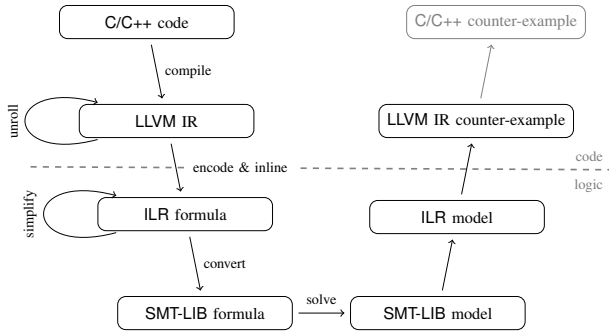 C/C++ code
C/C++ counter-example
compile
unroll
LLVM IR
LLVM IR counter-example
encode & inline
code
logic
simplify
ILR formula
ILR model
convert
SMT-LIB formula
solve
SMT-LIB model